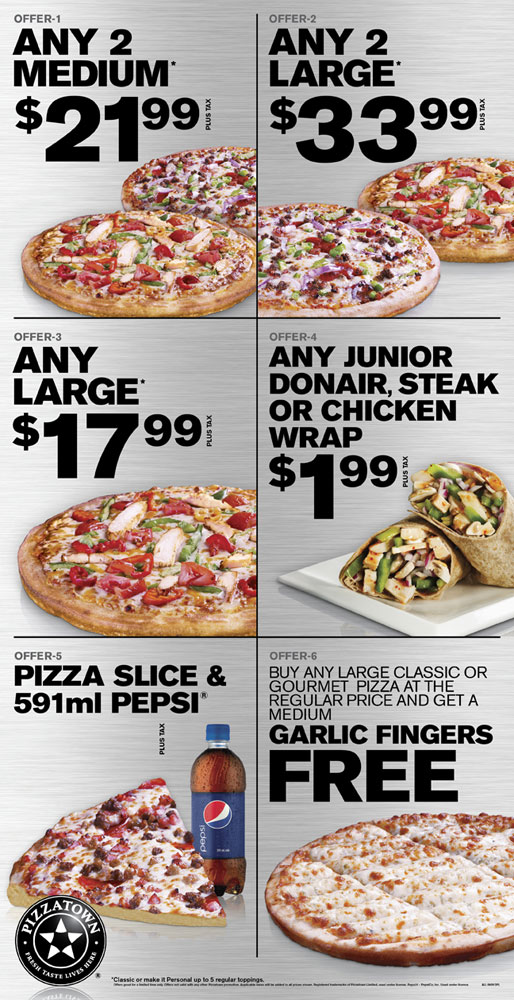 OFFER-1
ANY 2
MEDIUM*
$21.99
PLUS TAX
OFFER-2
ANY 2
LARGE*
$33.99
PLUS TAX
OFFER-3
ANY
LARGE*
$17.99
PLUS TAX
OFFER-4
ANY JUNIOR
DONAIR, STEAK
OR CHICKEN
WRAP
$1.99
PLUS TAX
OFFER-5
PIZZA SLICE &
591ml PEPSI®
PLUS TAX
pepsi
PIZZATOWN
FRESH TASTE LIVES HERE
®
OFFER-6
BUY ANY LARGE CLASSIC OR
GOURMET PIZZA AT THE
REGULAR PRICE AND GET A
MEDIUM
GARLIC FINGERS
FREE
*Classic or make it Personal up to 5 regular toppings.